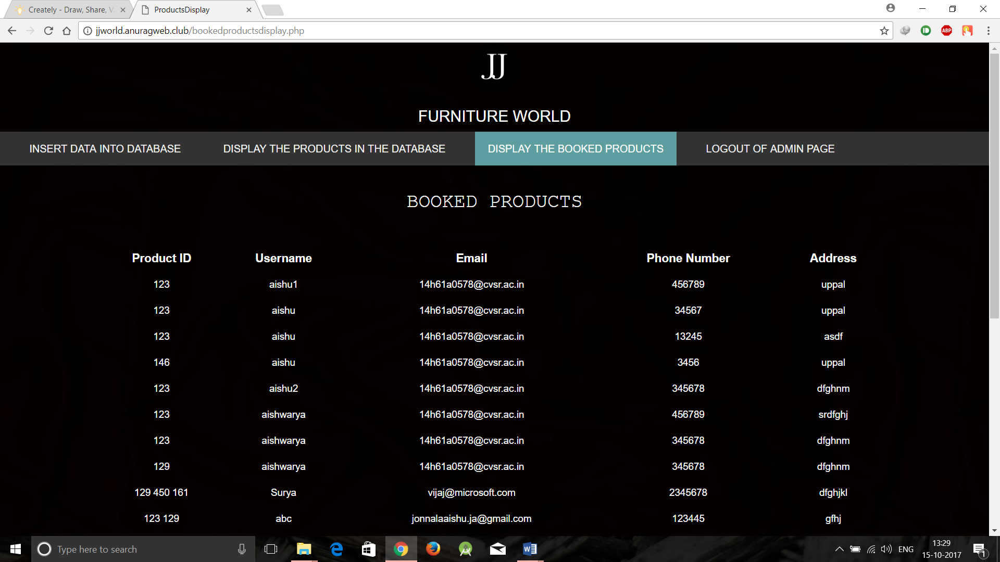 Creately - Draw, Share, V
ProductsDisplay
jjworld.anuragweb.club/bookedproductsdisplay.php
ABP
JJ
FURNITURE WORLD
INSERT DATA INTO DATABASE DISPLAY THE PRODUCTS IN THE DATABASE DISPLAY THE BOOKED PRODUCTS LOGOUT OF ADMIN PAGE
BOOKED PRODUCTS
Product ID Username Email Phone Number Address
123 aishu1 14h61a0578@cvsr.ac.in 456789 uppal
123 aishu 14h61a0578@cvsr.ac.in 34567 uppal
123 aishu 14h61a0578@cvsr.ac.in 13245 asdf
146 aishu 14h61a0578@cvsr.ac.in 3456 uppal
123 aishu2 14h61a0578@cvsr.ac.in 345678 dfghnm
123 aishwarya 14h61a0578@cvsr.ac.in 456789 srdfghj
123 aishwarya 14h61a0578@cvsr.ac.in 345678 dfghnm
129 aishwarya 14h61a0578@cvsr.ac.in 345678 dfghnm
129 450 161 Surya vijaj@microsoft.com 2345678 dfghjkl
123 129 abc jonnalaaishu.ja@gmail.com 123445 gfhj
Type here to search
ENG
13:29
15-10-2017
1